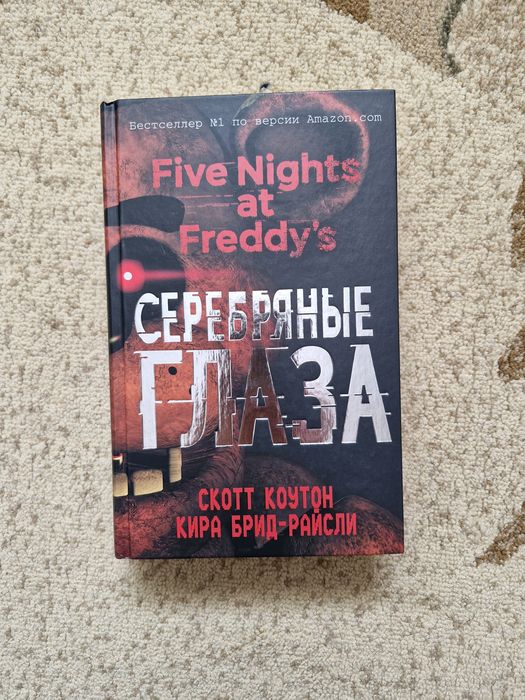 Бестселлер №1 по версии Amazon.com
Five Nights
at
Freddy's
СЕРЕБРЯНЫЕ
ГЛАЗА
СКОТТ КОУТОН
КИРА БРИД-РАЙСЛИ